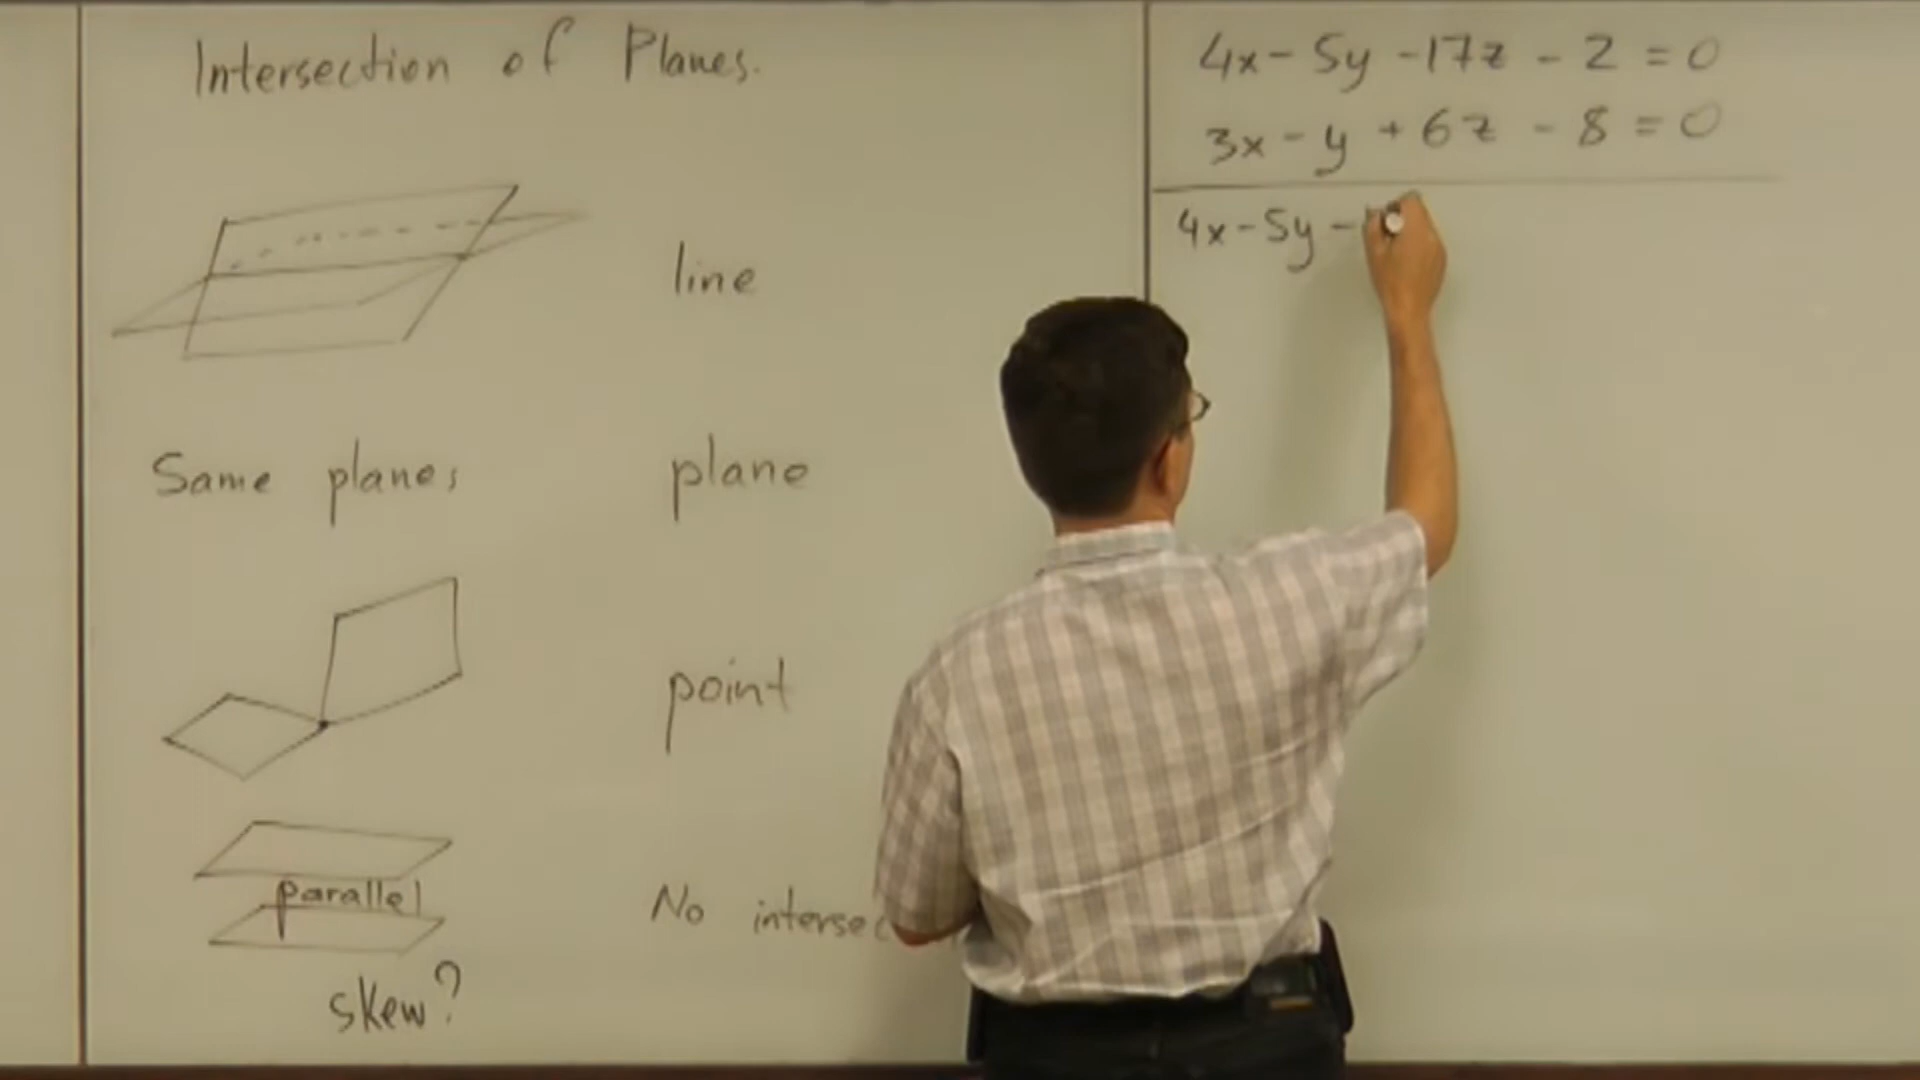 Intersection of Planes.
line
Same planes
plane
point
parallel
No intersec
skew?
4x - 5y - 17z - 2 = 0
3x - y + 6z - 8 = 0
4x - 5y -